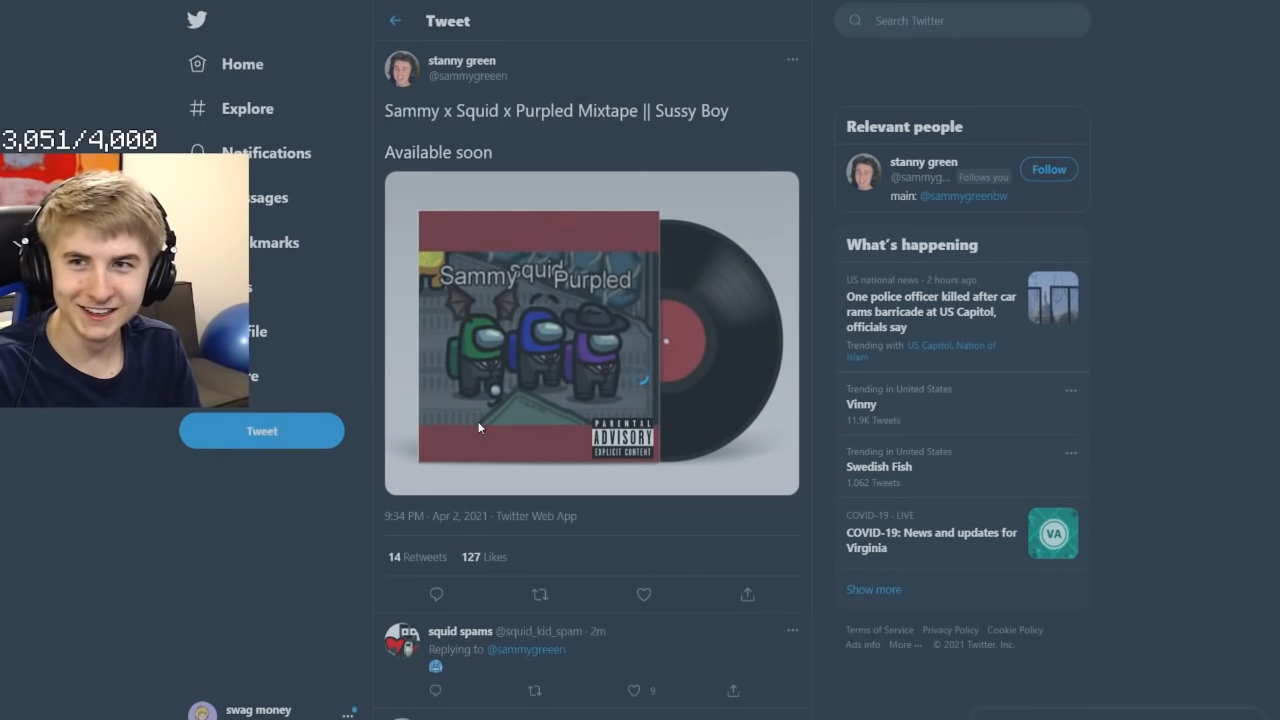 Home
Explore
Notifications
ssages
kmarks
s
file
re
Tweet
swag money
3,051/4,000
Tweet
stanny green
@sammygreeen
Sammy x Squid x Purpled Mixtape || Sussy Boy
Available soon
Sammy squid Purpled
PARENTAL
ADVISORY
EXPLICIT CONTENT
9:34 PM · Apr 2, 2021 · Twitter Web App
14 Retweets 127 Likes
squid spams @squid_kid_spam · 2m
Replying to @sammygreeen
9
Search Twitter
Relevant people
stanny green
@sammyg... Follows you
Follow
main: @sammygreenbw
What's happening
US national news · 2 hours ago
One police officer killed after car
rams barricade at US Capitol,
officials say
Trending with US Capitol, Nation of
Islam
Trending in United States
Vinny
11.9K Tweets
Trending in United States
Swedish Fish
1,062 Tweets
COVID-19 · LIVE
COVID-19: News and updates for
Virginia
VA
Show more
Terms of Service Privacy Policy Cookie Policy
Ads info More ··· © 2021 Twitter, Inc.